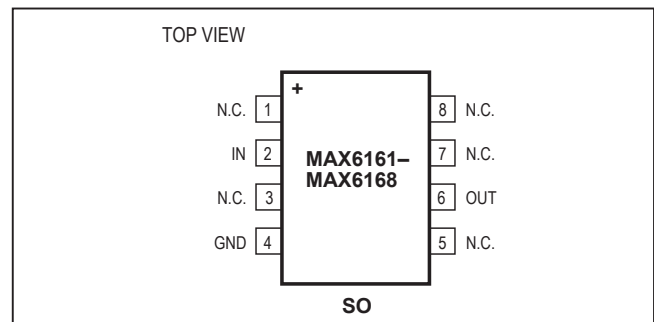 TOP VIEW
+
N.C. 1
8 N.C.
IN 2
7 N.C.
MAX6161–
MAX6168
N.C. 3
6 OUT
GND 4
5 N.C.
SO